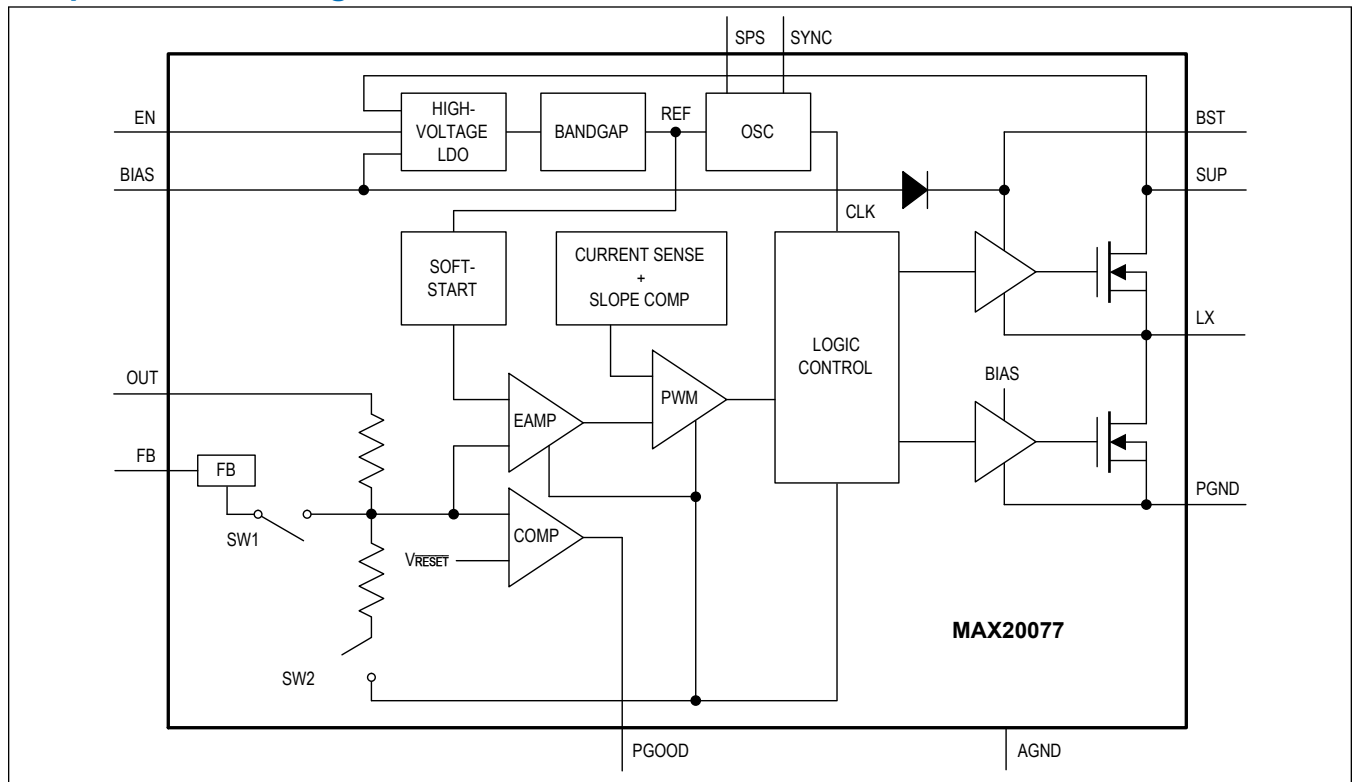 SPS
SYNC
EN
HIGH-
VOLTAGE
LDO
BANDGAP
REF
OSC
BST
BIAS
SUP
CLK
SOFT-
START
CURRENT SENSE
+
SLOPE COMP
LOGIC
CONTROL
LX
OUT
EAMP
PWM
BIAS
FB
FB
SW1
COMP
VRESET
PGND
SW2
MAX20077
PGOOD
AGND